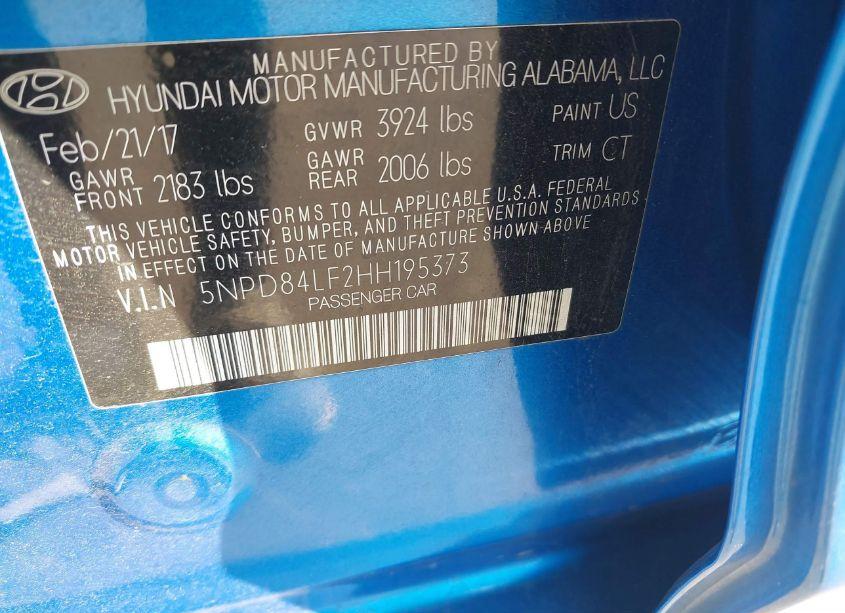 MANUFACTURED BY
HYUNDAI MOTOR MANUFACTURING ALABAMA, LLC
Feb/21/17 GVWR 3924 lbs PAINT US
GAWR FRONT 2183 lbs GAWR REAR 2006 lbs TRIM CT
THIS VEHICLE CONFORMS TO ALL APPLICABLE U.S.A. FEDERAL
MOTOR VEHICLE SAFETY, BUMPER, AND THEFT PREVENTION STANDARDS
IN EFFECT ON THE DATE OF MANUFACTURE SHOWN ABOVE
V.I.N 5NPD84LF2HH195373
PASSENGER CAR